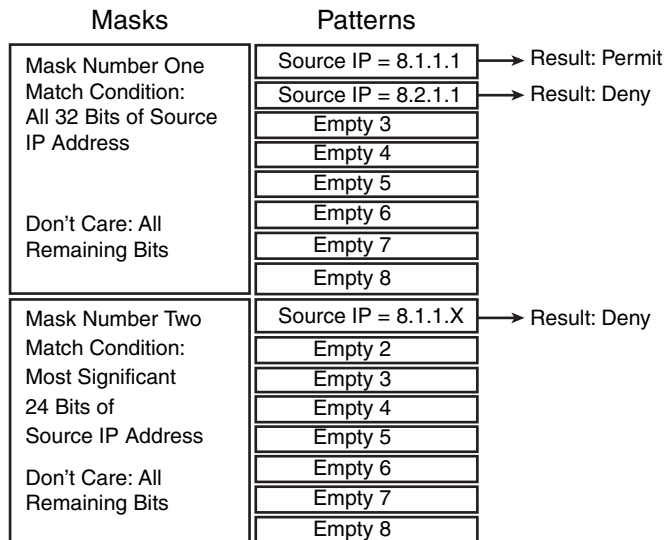 Masks
Patterns
Mask Number One
Match Condition:
All 32 Bits of Source
IP Address
Don't Care: All
Remaining Bits
Source IP = 8.1.1.1
Result: Permit
Source IP = 8.2.1.1
Result: Deny
Empty 3
Empty 4
Empty 5
Empty 6
Empty 7
Empty 8
Mask Number Two
Match Condition:
Most Significant
24 Bits of
Source IP Address
Don't Care: All
Remaining Bits
Source IP = 8.1.1.X
Result: Deny
Empty 2
Empty 3
Empty 4
Empty 5
Empty 6
Empty 7
Empty 8